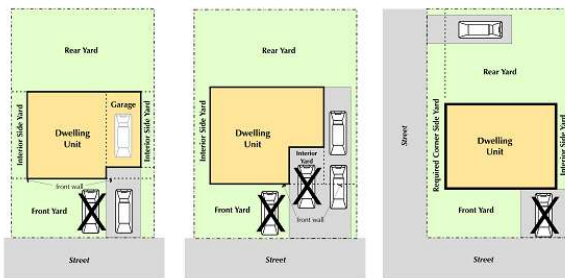 Rear Yard
Garage
Interior Side Yard
Dwelling
Unit
Interior Side Yard
front wall
Front Yard
Street
Rear Yard
Interior Side Yard
Dwelling
Unit
Interior
Yard
Front Yard
front wall
Street
Street
Rear Yard
Required Corner Side Yard
Dwelling
Unit
Interior Side Yard
Front Yard
Street